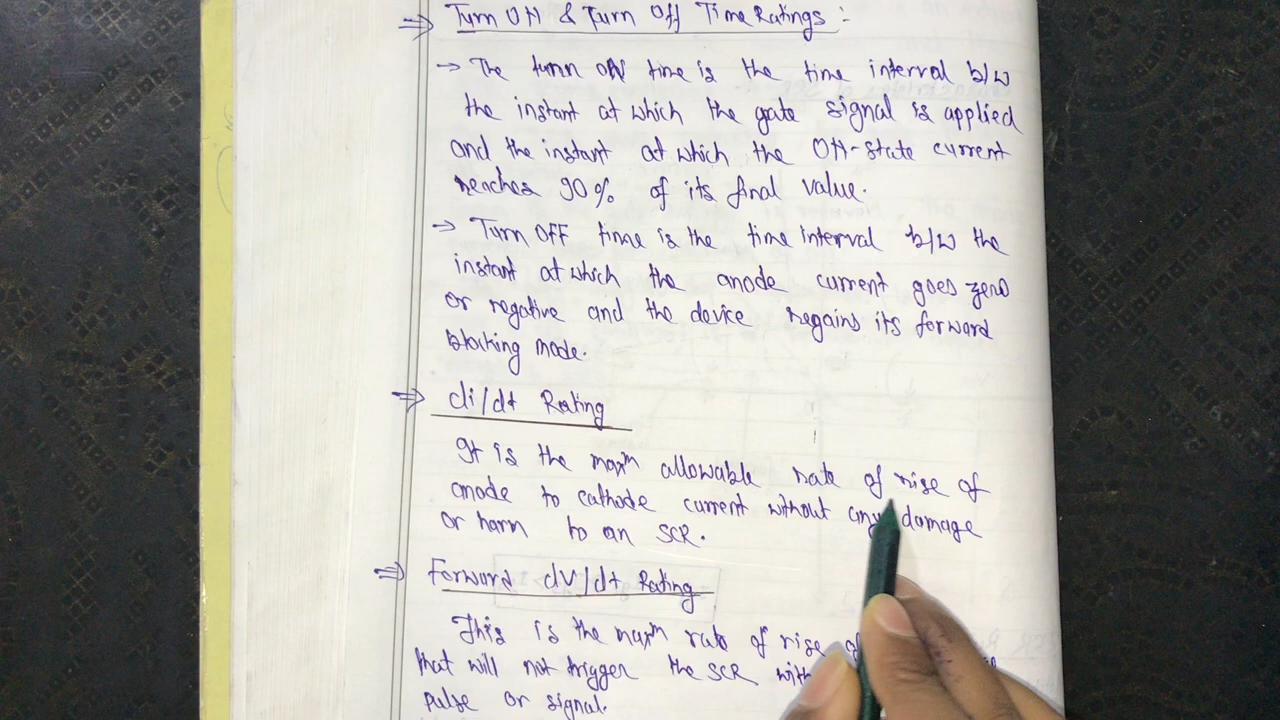 ⇒ Turn ON & Turn Off Time Ratings :-
→ The turn ON time is the time interval b/w
the instant at which the gate signal is applied
and the instant at which the ON-state current
reaches 90% of its final value.
→ Turn OFF time is the time interval b/w the
instant at which the anode current goes zero
or negative and the device regains its forward
blocking mode.
⇒ di/dt Rating
It is the maxm allowable rate of rise of
anode to cathode current without any damage
or harm to an SCR.
⇒ Forward dV/dt Rating
This is the maxm rate of rise
that will not trigger the SCR
pulse or signal.